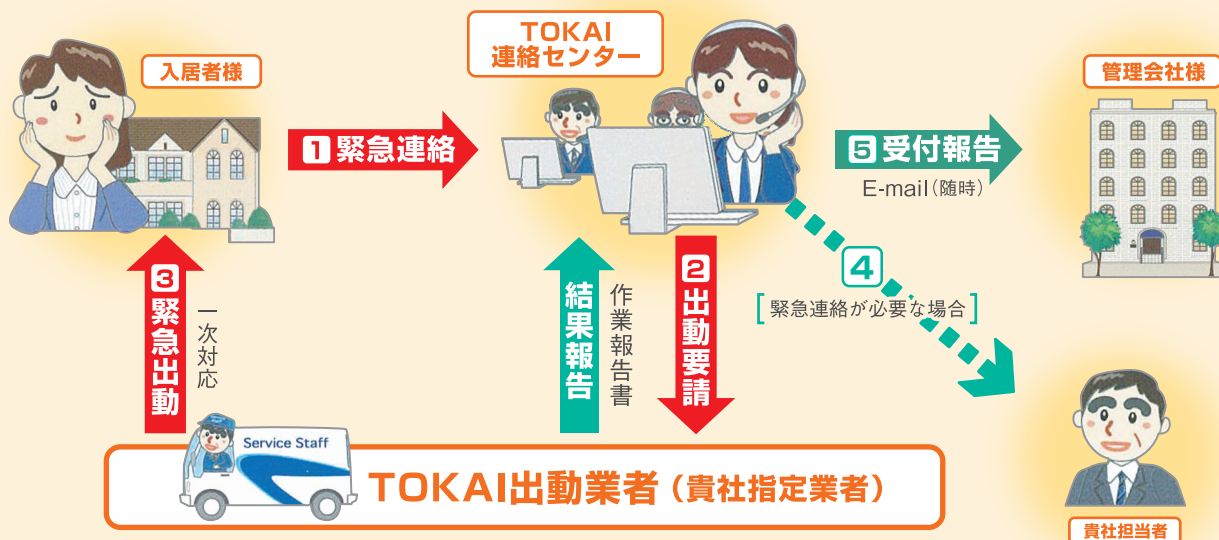 入居者様
TOKAI
連絡センター
管理会社様
1 緊急連絡
5 受付報告
E-mail(随時)
4
[緊急連絡が必要な場合]
3 緊急出動
一次対応
結果報告
作業報告書
2 出動要請
Service Staff
TOKAI出動業者(貴社指定業者)
貴社担当者